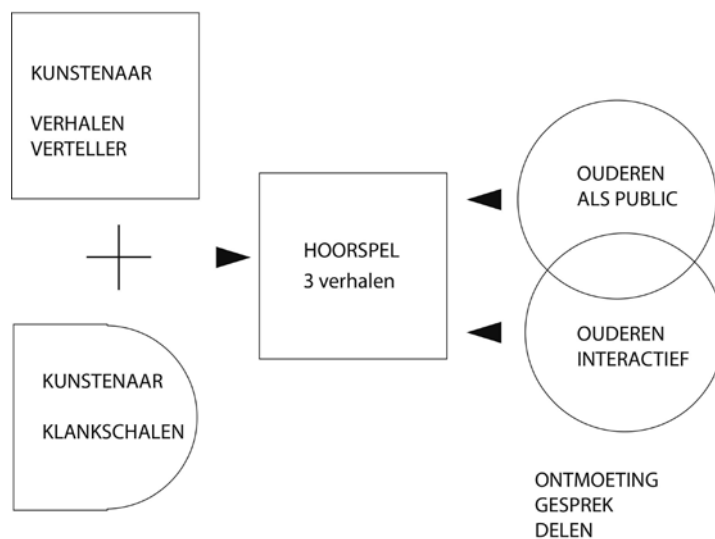 KUNSTENAAR
VERHALEN
VERTELLER
KUNSTENAAR
KLANKSCHALEN
HOORSPEL
3 verhalen
OUDEREN
ALS PUBLIC
OUDEREN
INTERACTIEF
ONTMOETING
GESPREK
DELEN